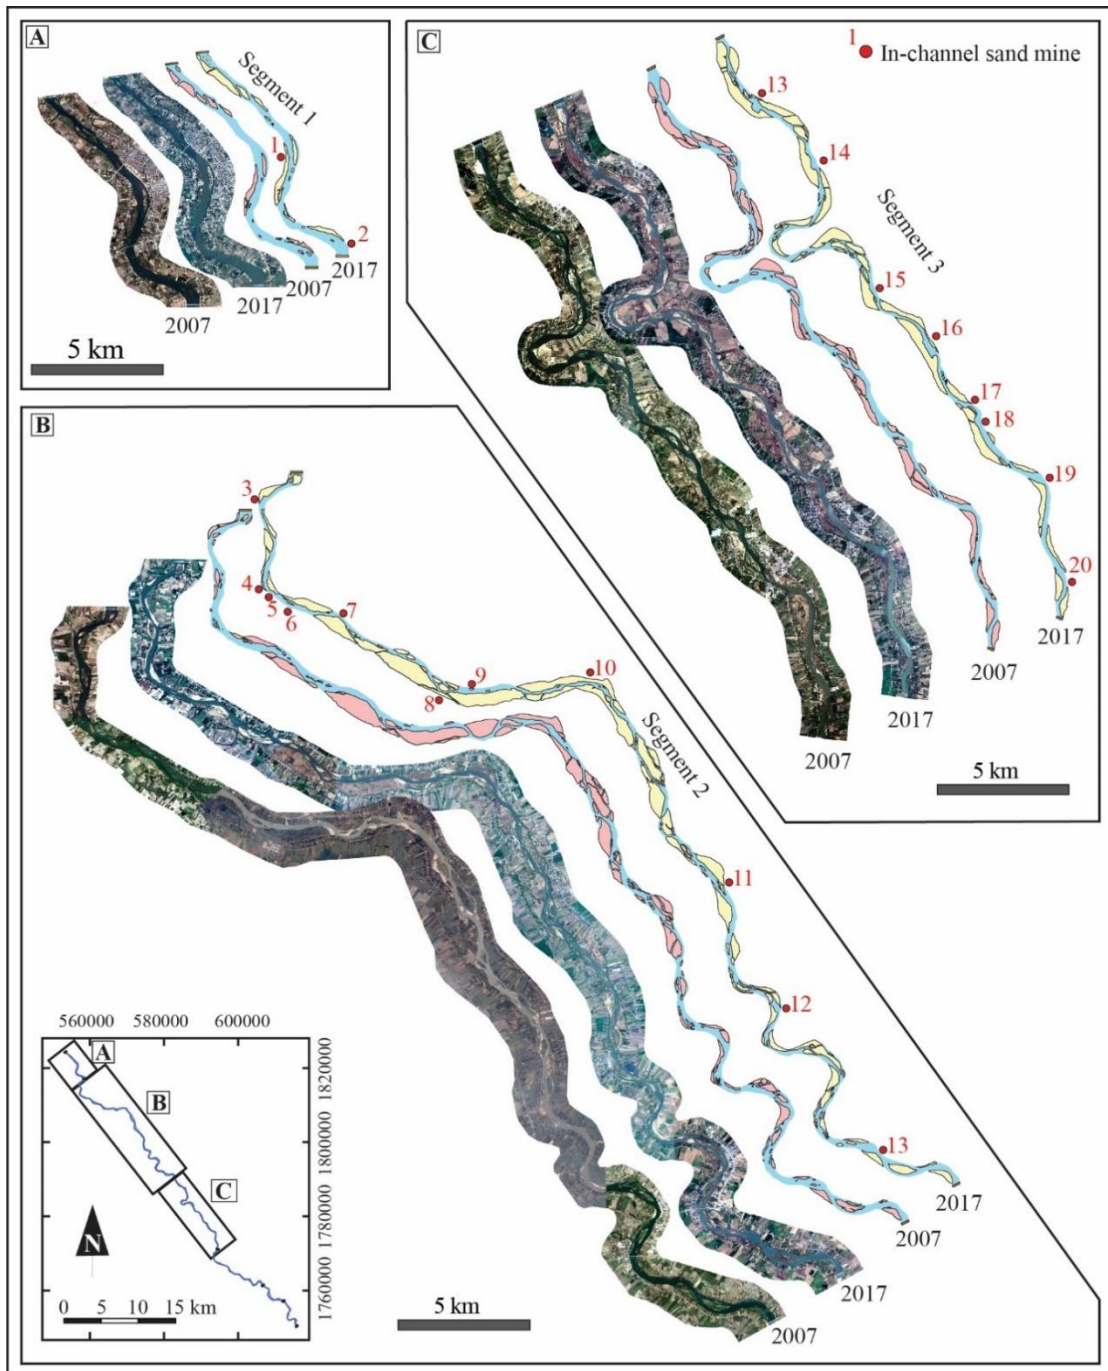 A
Segment 1
1
2
2017
2007
2017
2007
5 km
C
1 In-channel sand mine
13
14
Segment 3
15
16
17
18
19
20
2017
2007
2017
2007
5 km
B
3
4
5
6
7
8
9
10
Segment 2
11
12
13
2017
2007
2017
2007
5 km
560000 580000 600000
A
B
C
1820000
1800000
1780000
1760000
N
0 5 10 15 km